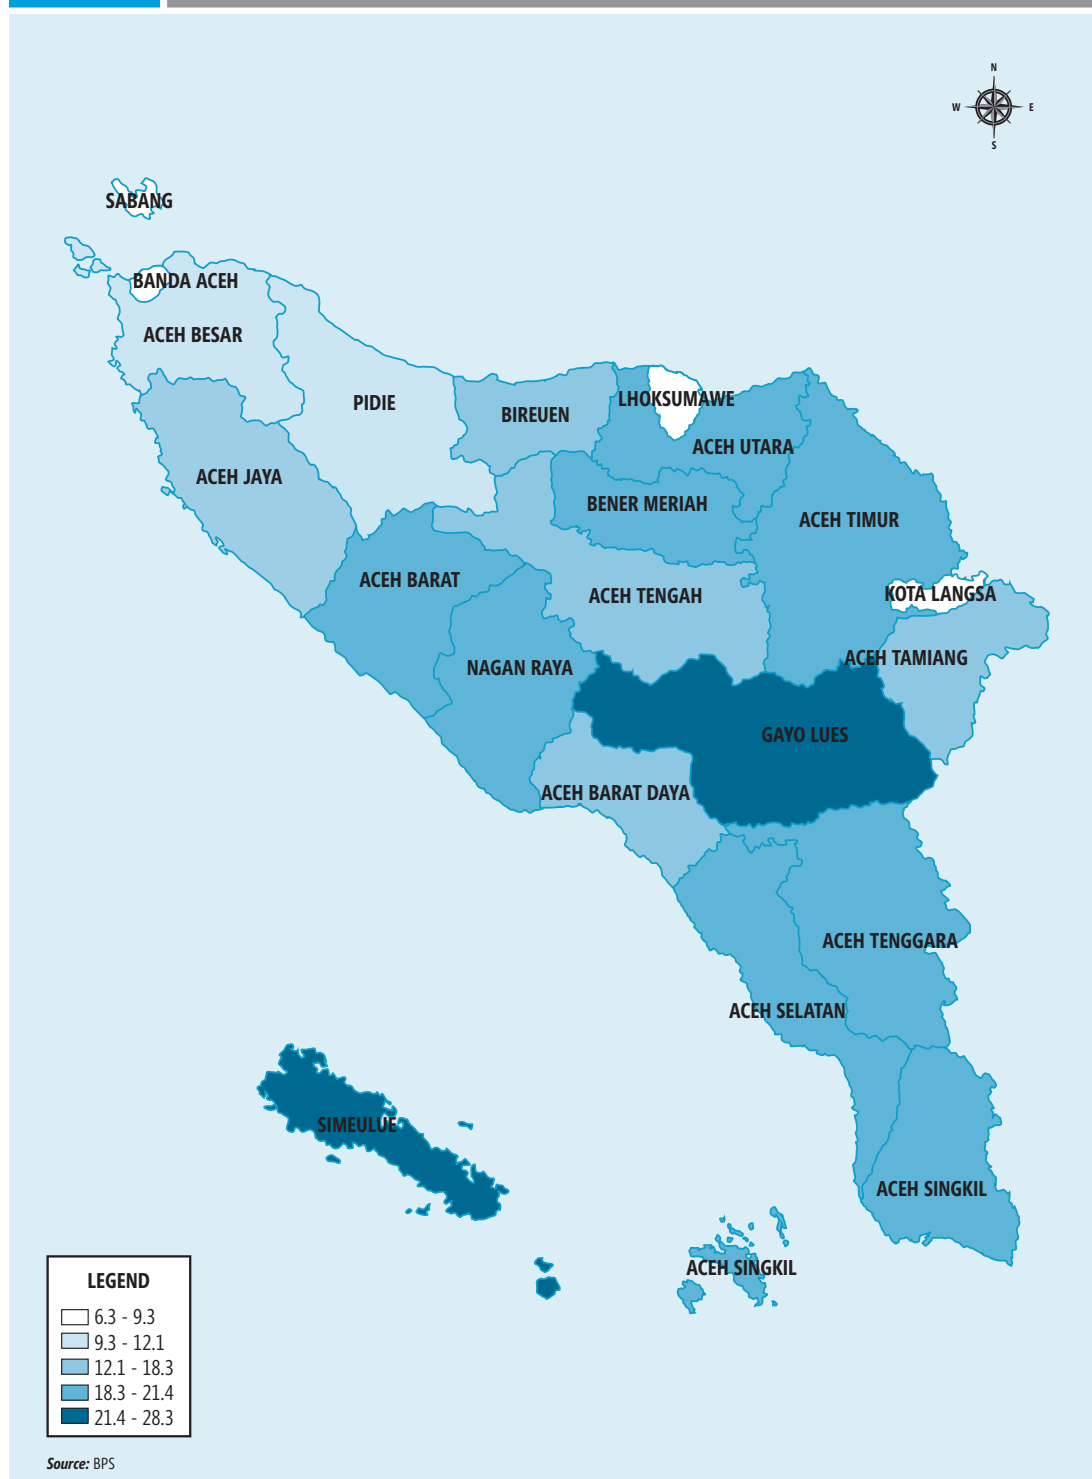 N
W
E
S
SABANG
BANDA ACEH
ACEH BESAR
PIDIE
BIREUEN
LHOKSUMAWE
ACEH UTARA
ACEH JAYA
BENER MERIAH
ACEH TIMUR
ACEH BARAT
ACEH TENGAH
KOTA LANGSA
NAGAN RAYA
ACEH TAMIANG
GAYO LUES
ACEH BARAT DAYA
ACEH TENGGARA
ACEH SELATAN
SIMEULUE
ACEH SINGKIL
ACEH SINGKIL
LEGEND
6.3 - 9.3
9.3 - 12.1
12.1 - 18.3
18.3 - 21.4
21.4 - 28.3
Source: BPS